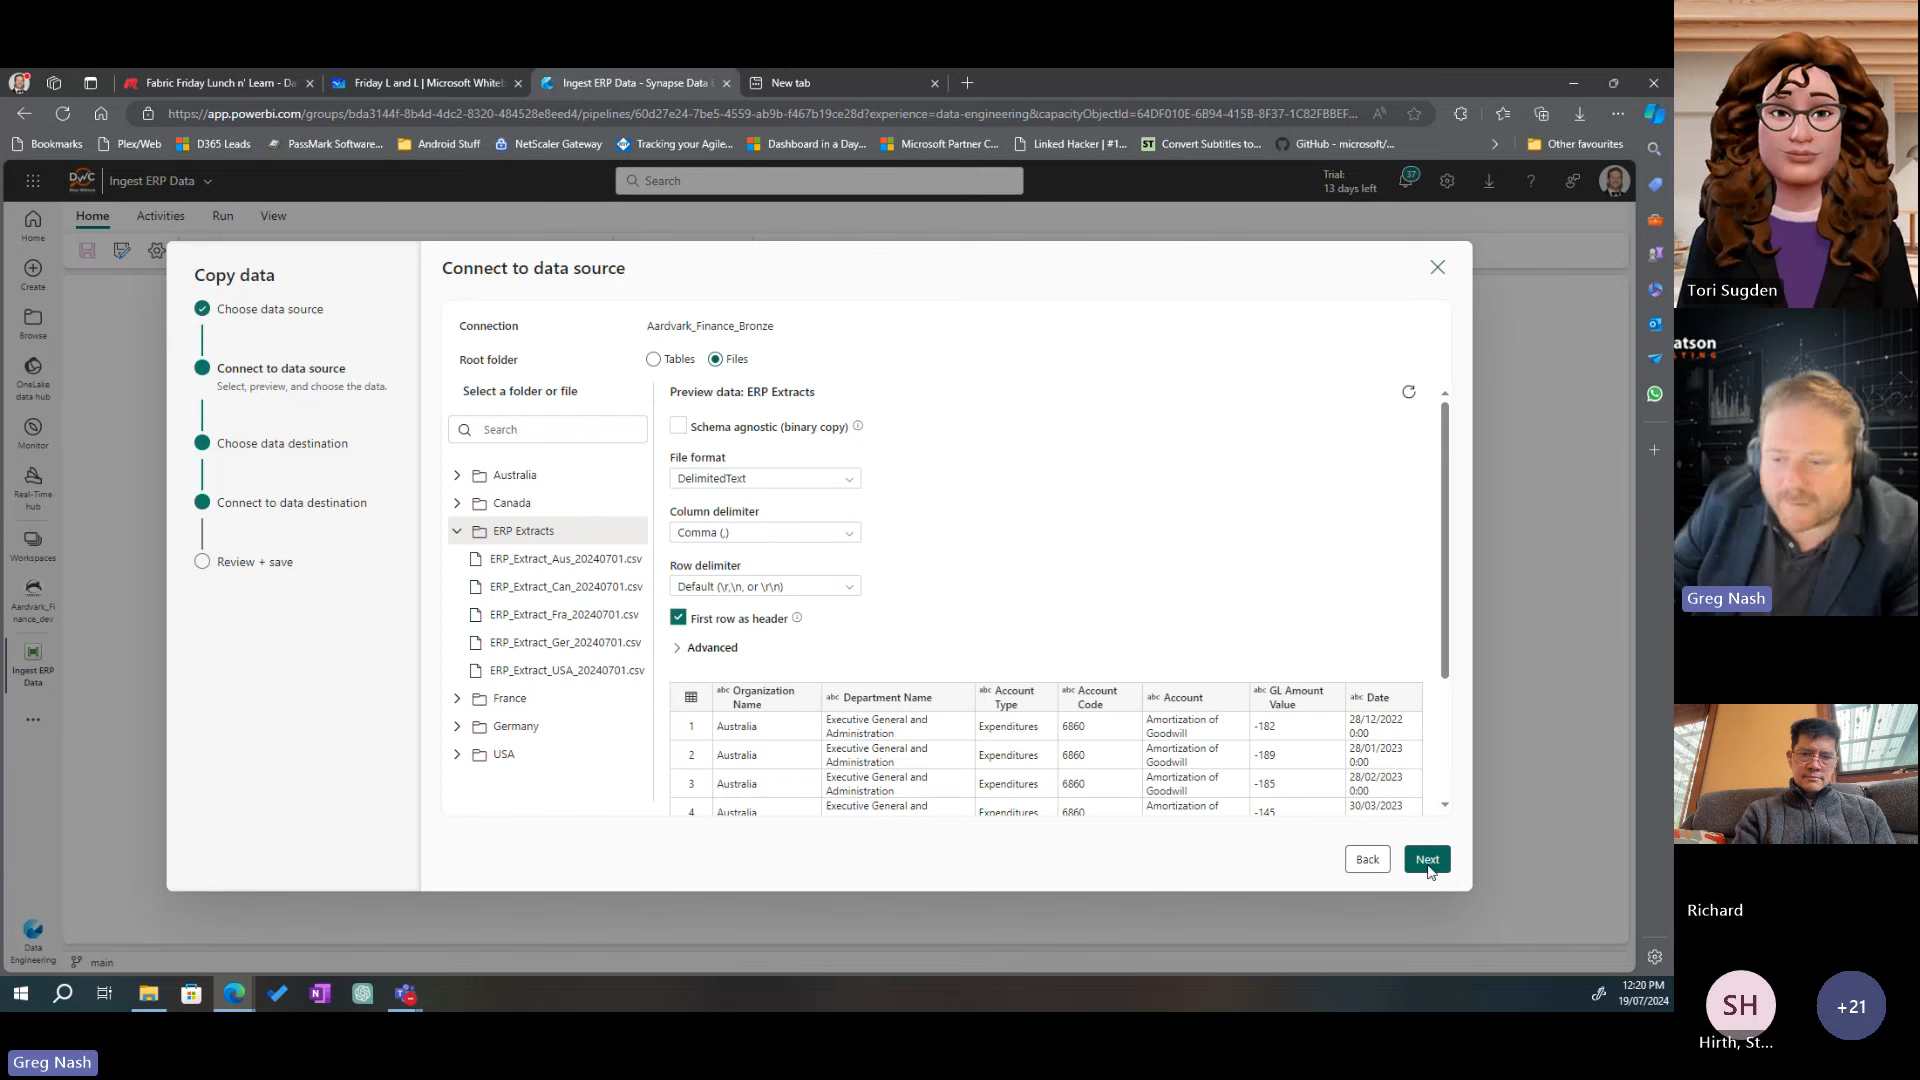 Fabric Friday Lunch n' Learn - Da
Friday L and L | Microsoft Whiteb
Ingest ERP Data - Synapse Data E
New tab
https://app.powerbi.com/groups/bda3144f-8b4d-4dc2-8320-484528e8eed4/pipelines/60d27e24-7be5-4559-ab9b-f467b19ce28d?experience=data-engineering&capacityObjectId=64DF010E-6B94-415B-8F37-1C82FBBEF...
Bookmarks
Plex/Web
D365 Leads
PassMark Software...
Android Stuff
NetScaler Gateway
Tracking your Agile...
Dashboard in a Day...
Microsoft Partner C...
Linked Hacker | #1...
ST
Convert Subtitles to...
GitHub - microsoft/...
Other favourites
DWC
Ingest ERP Data
Search
Trial:
13 days left
37
Home
Activities
Run
View
Home
Create
Browse
OneLake
data hub
Monitor
Real-Time
hub
Workspaces
Aardvark_Fi
nance_dev
Ingest ERP
Data
Data
Engineering
Copy data
Choose data source
Connect to data source
Select, preview, and choose the data.
Choose data destination
Connect to data destination
Review + save
Connect to data source
Connection
Aardvark_Finance_Bronze
Root folder
Tables
Files
Select a folder or file
Search
Australia
Canada
ERP Extracts
ERP_Extract_Aus_20240701.csv
ERP_Extract_Can_20240701.csv
ERP_Extract_Fra_20240701.csv
ERP_Extract_Ger_20240701.csv
ERP_Extract_USA_20240701.csv
France
Germany
USA
Preview data: ERP Extracts
Schema agnostic (binary copy)
File format
DelimitedText
Column delimiter
Comma (,)
Row delimiter
Default (\r,\n, or \r\n)
First row as header
Advanced
abc Organization Name
abc Department Name
abc Account Type
abc Account Code
abc Account
abc GL Amount Value
abc Date
1 Australia Executive General and Administration Expenditures 6860 Amortization of Goodwill -182 28/12/2022 0:00
2 Australia Executive General and Administration Expenditures 6860 Amortization of Goodwill -189 28/01/2023 0:00
3 Australia Executive General and Administration Expenditures 6860 Amortization of Goodwill -185 28/02/2023 0:00
4 Australia Executive General and Expenditures 6860 Amortization of -145 30/03/2023
Back
Next
main
12:20 PM
19/07/2024
Greg Nash
Tori Sugden
atson
TING
Greg Nash
Richard
SH
Hirth, St...
+21